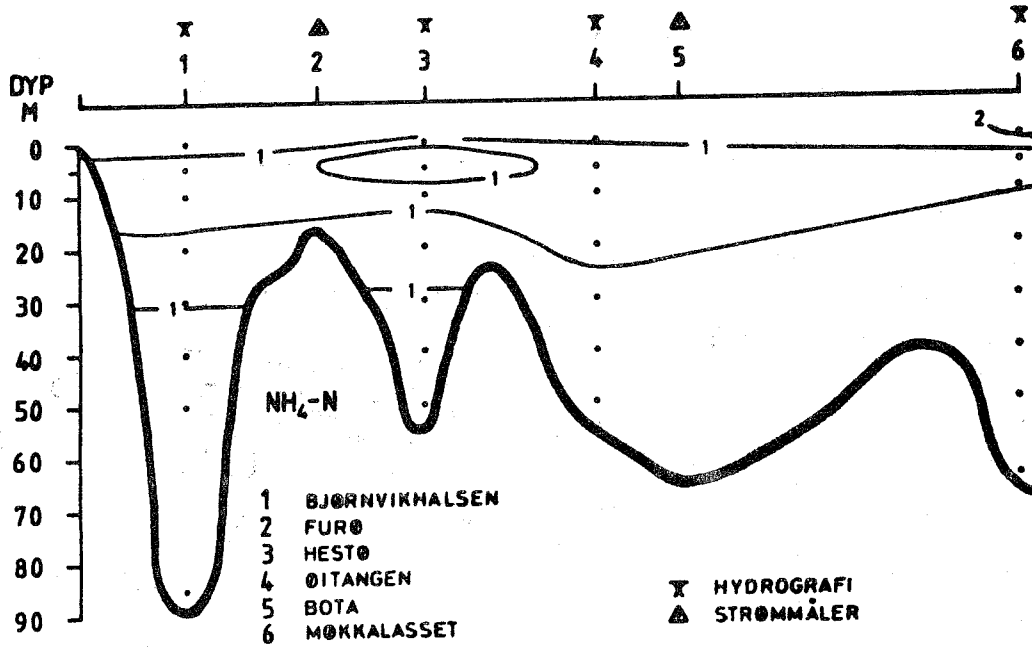 1 2 3 4 5 6
DYP
M
2
0
1 1
1
10
1
20
1
30
1
40
NH₄-N
50
60
70
80
90
1 BJØRNVIKHALSEN
2 FURØ
3 HESTØ
4 ØITANGEN
5 BOTA
6 MØKKALASSET
HYDROGRAFI
STRØMMÅLER